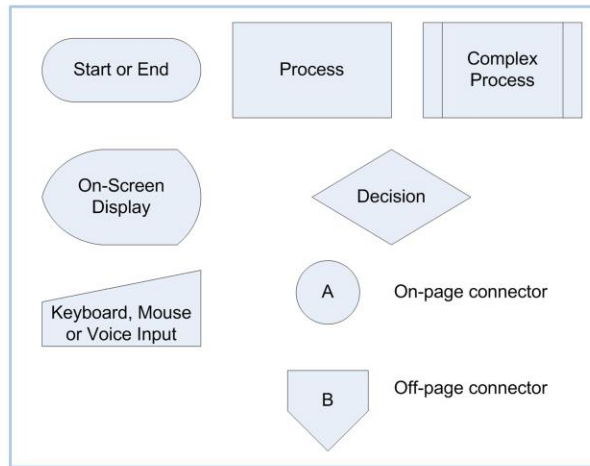 Start or End
Process
Complex
Process
On-Screen
Display
Decision
Keyboard, Mouse
or Voice Input
A
On-page connector
B
Off-page connector